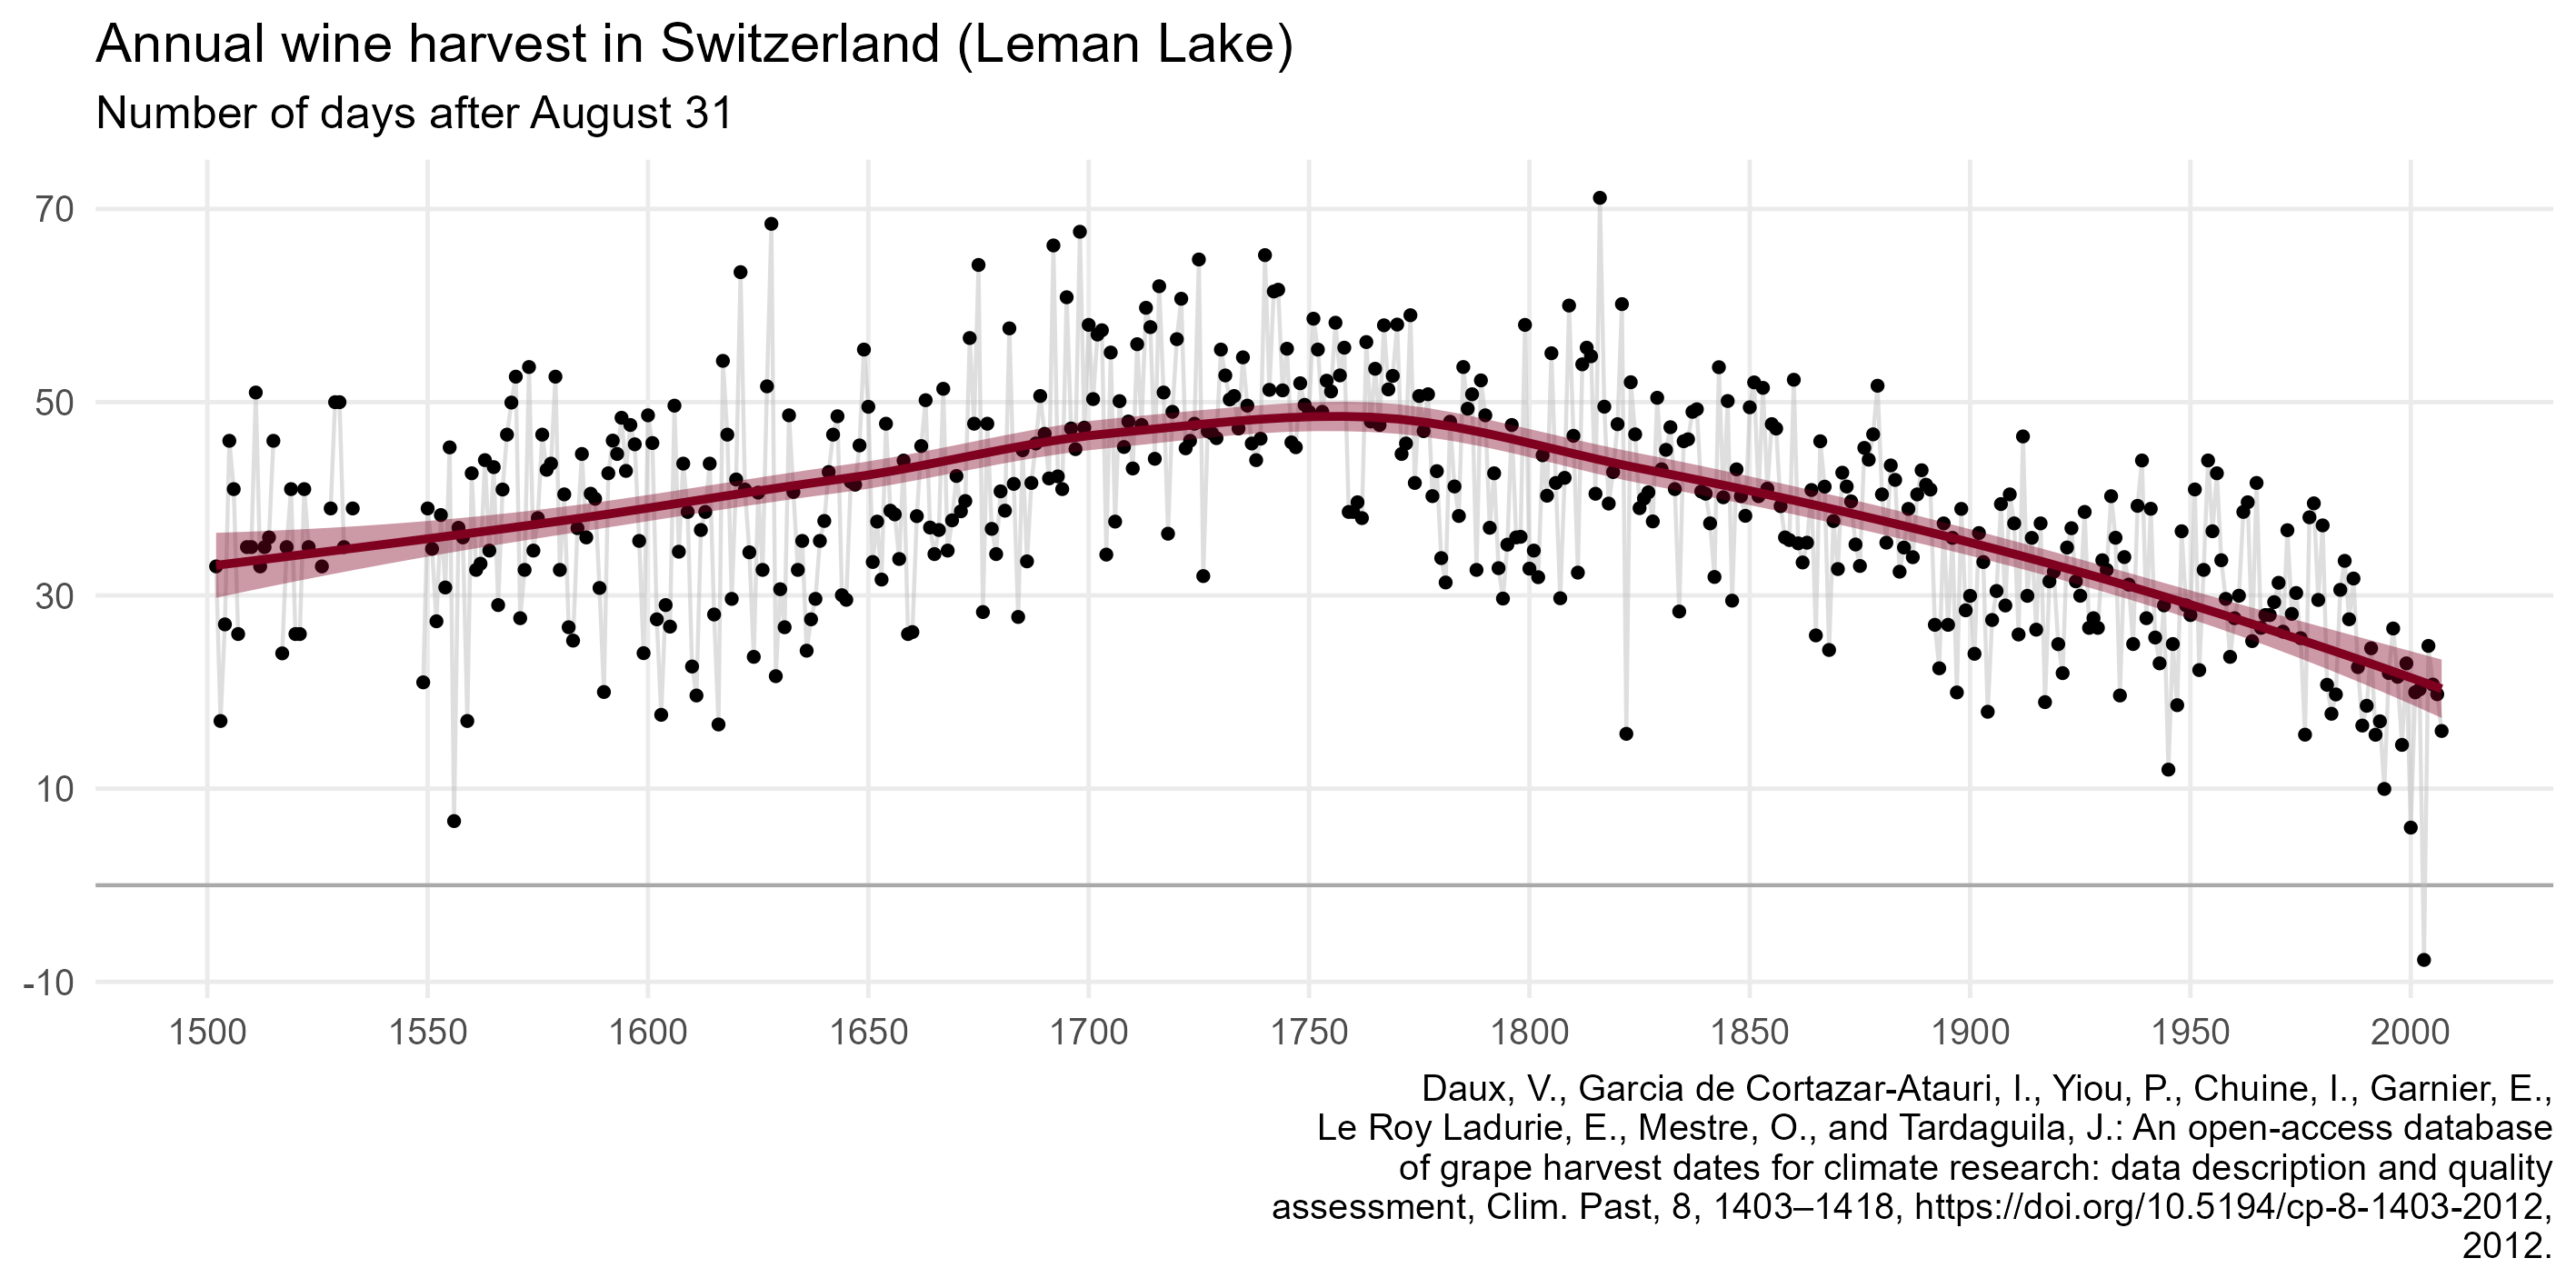 Annual wine harvest in Switzerland (Leman Lake)
Number of days after August 31
70
50
30
10
-10
1500 1550 1600 1650 1700 1750 1800 1850 1900 1950 2000
Daux, V., Garcia de Cortazar-Atauri, I., Yiou, P., Chuine, I., Garnier, E.,
Le Roy Ladurie, E., Mestre, O., and Tardaguila, J.: An open-access database
of grape harvest dates for climate research: data description and quality
assessment, Clim. Past, 8, 1403–1418, https://doi.org/10.5194/cp-8-1403-2012,
2012.